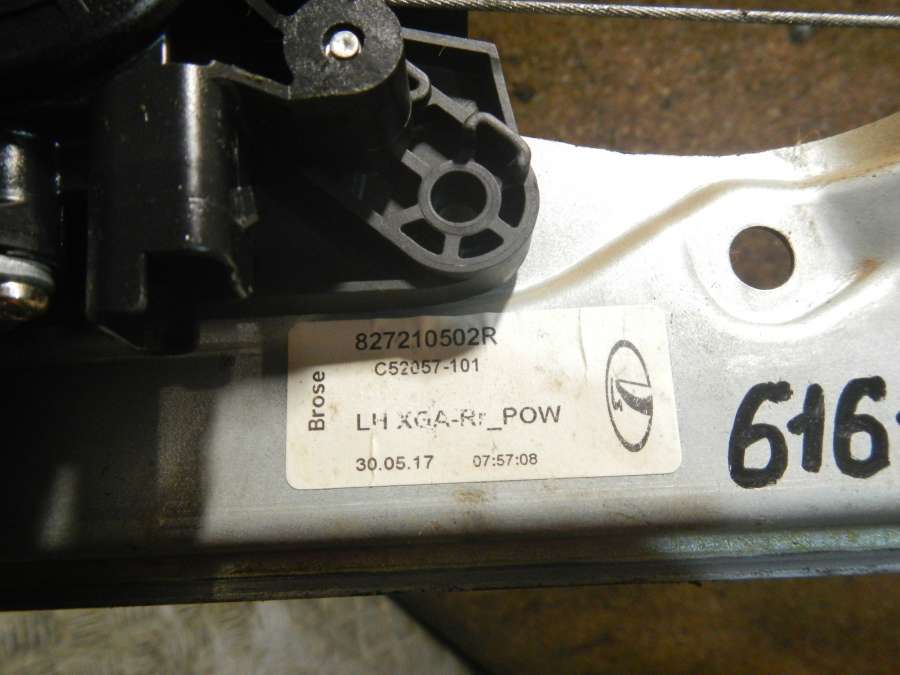 827210502R
C52057-101
Brose
LH XGA-Rr_POW
30.05.17 07:57:08
616